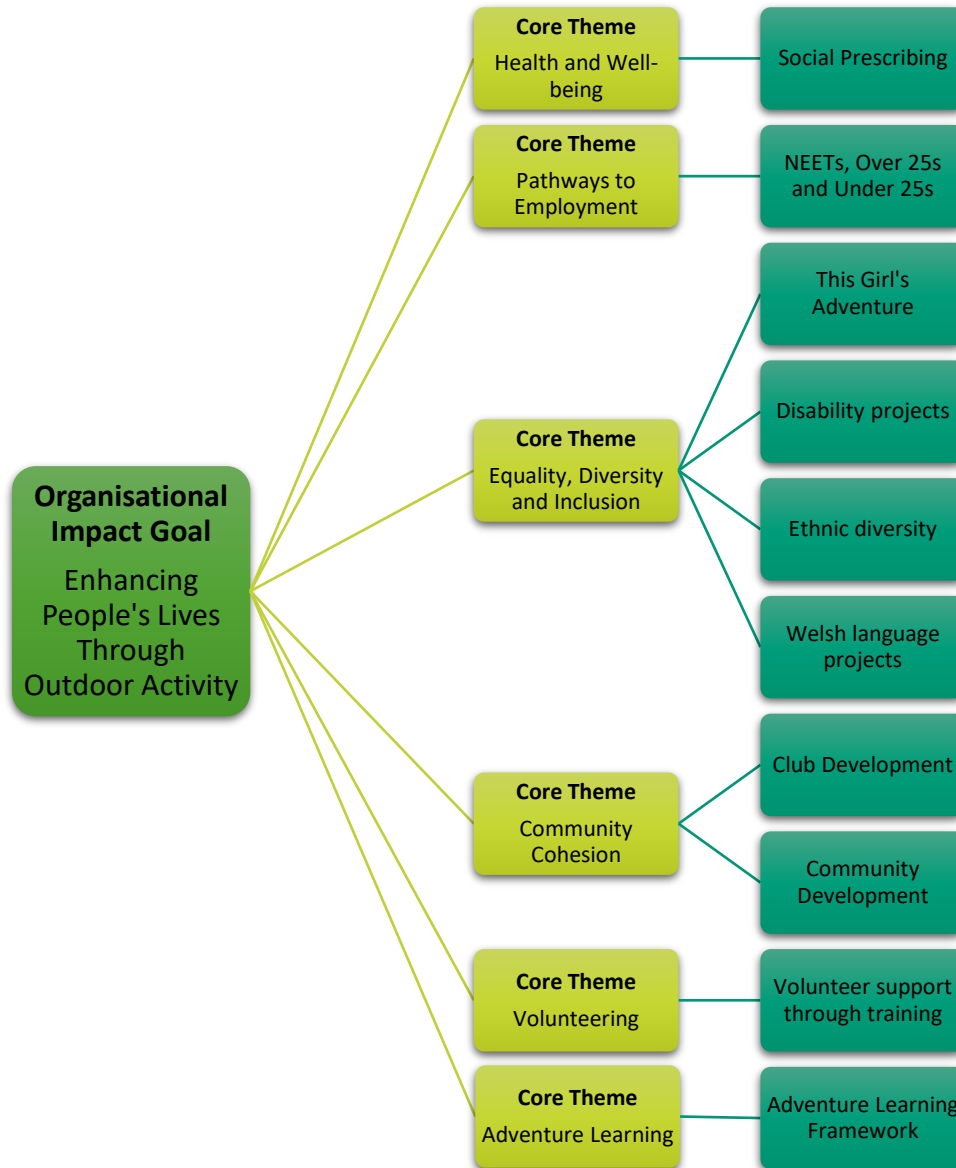 Organisational
Impact Goal
Enhancing
People's Lives
Through
Outdoor Activity
Core Theme
Health and Well-
being
Social Prescribing
Core Theme
Pathways to
Employment
NEETs, Over 25s
and Under 25s
Core Theme
Equality, Diversity
and Inclusion
This Girl's
Adventure
Disability projects
Ethnic diversity
Welsh language
projects
Core Theme
Community
Cohesion
Club Development
Community
Development
Core Theme
Volunteering
Volunteer support
through training
Core Theme
Adventure Learning
Adventure Learning
Framework